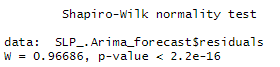 Shapiro-Wilk normality test
data:  SLP_.Arima_forecast$residuals
W = 0.96686, p-value < 2.2e-16